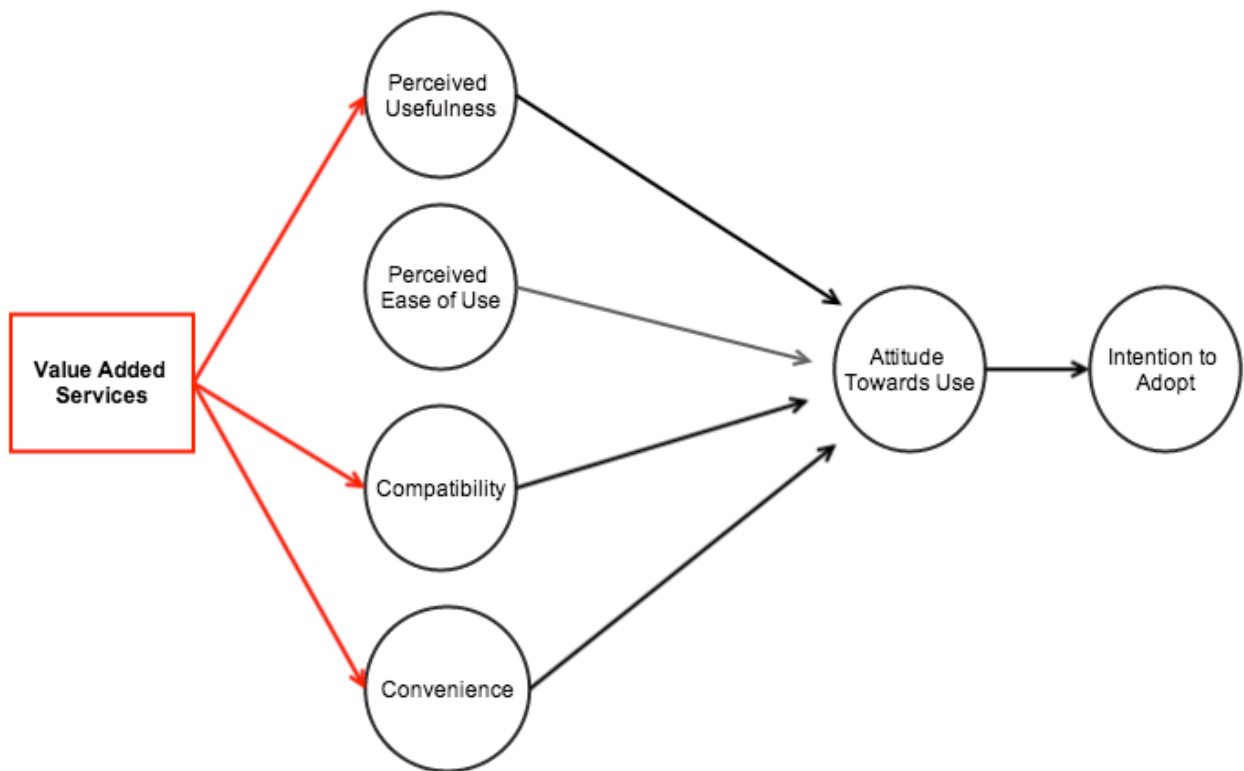 Perceived
Usefulness
Perceived
Ease of Use
Value Added
Services
Attitude
Towards Use
Intention to
Adopt
Compatibility
Convenience